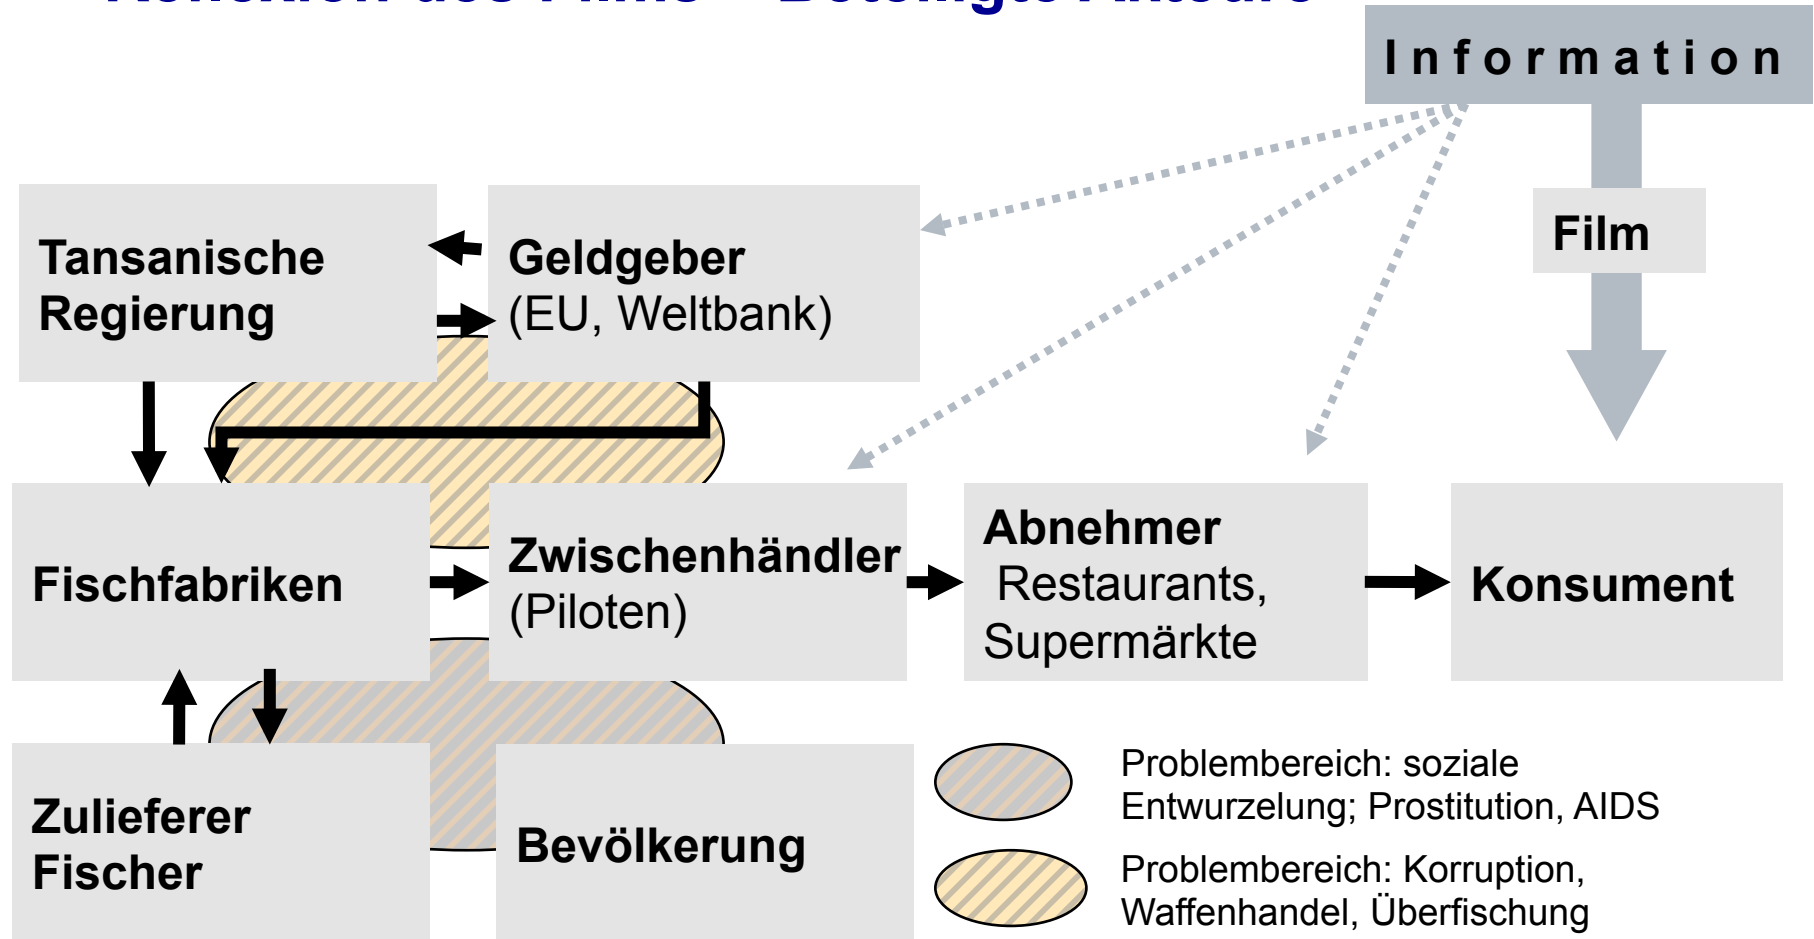 I n f o r m a t i o n
Film
Tansanische
Regierung
Geldgeber
(EU, Weltbank)
Fischfabriken
Zwischenhändler
(Piloten)
Abnehmer
Restaurants,
Supermärkte
Konsument
Zulieferer
Fischer
Bevölkerung
Problembereich: soziale
Entwurzelung; Prostitution, AIDS
Problembereich: Korruption,
Waffenhandel, Überfischung